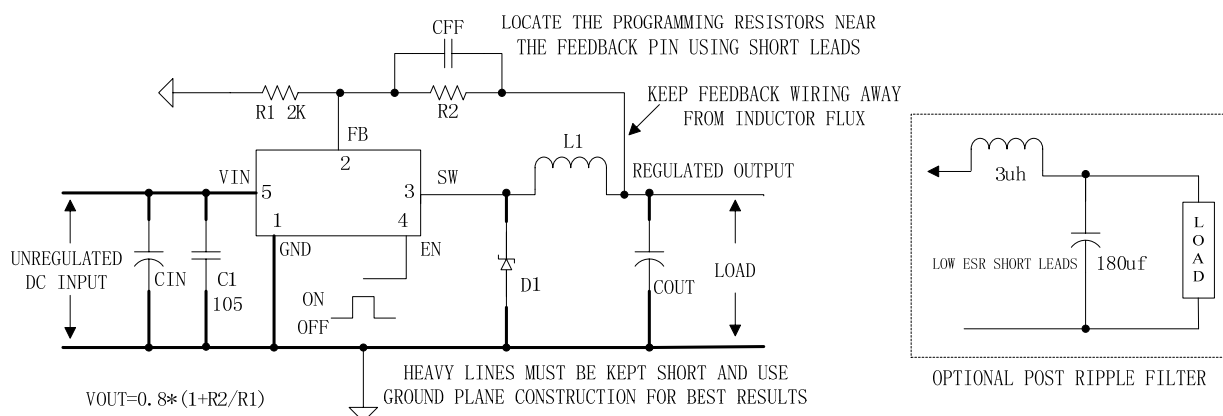 LOCATE THE PROGRAMMING RESISTORS NEAR
THE FEEDBACK PIN USING SHORT LEADS
CFF
R1 2K
R2
KEEP FEEDBACK WIRING AWAY
FROM INDUCTOR FLUX
FB
2
L1
VIN
5
3
SW
REGULATED OUTPUT
1
4
GND
EN
UNREGULATED
DC INPUT
CIN
C1
105
ON
OFF
D1
COUT
LOAD
HEAVY LINES MUST BE KEPT SHORT AND USE
GROUND PLANE CONSTRUCTION FOR BEST RESULTS
VOUT=0.8*(1+R2/R1)
3uh
LOW ESR SHORT LEADS
180uf
LOAD
OPTIONAL POST RIPPLE FILTER